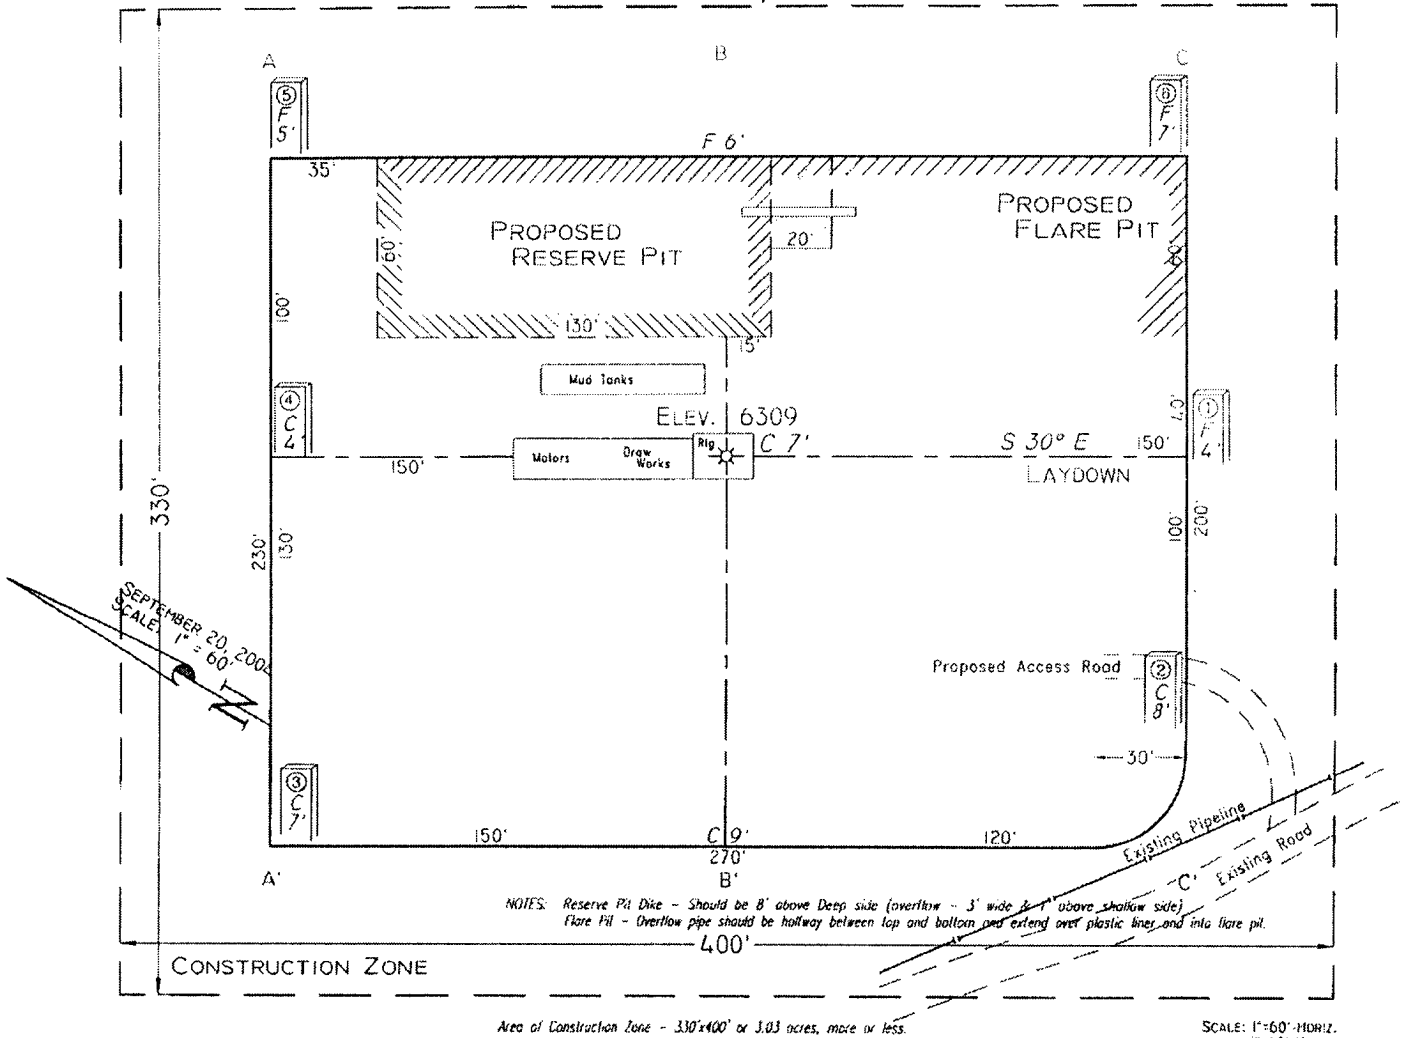 A
B
C
⑤
F
5'
⑥
F
7'
F 6'
35'
PROPOSED
RESERVE PIT
60'
20'
PROPOSED
FLARE PIT
60'
100'
130'
15'
Mud Tanks
④
C
4'
ELEV. 6309
Rig
C 7'
Motors
Draw
Works
150'
S 30° E
150'
LAYDOWN
40'
①
F
4'
330'
230'
130'
100'
200'
SEPTEMBER 20,
SCALE: 1" = 60'
N
Proposed Access Road
②
C
8'
30'
③
C
7'
150'
C 9'
270'
120'
Existing Pipeline
Existing Road
A'
B'
C'
NOTES: Reserve Pit Dike - Should be 8' above Deep side (overflow - 3' wide & 1' above shallow side)
Flare Pit - Overflow pipe should be halfway between top and bottom and extend over plastic liner and into flare pit.
400'
CONSTRUCTION ZONE
Area of Construction Zone - 330'x400' or 3.03 acres, more or less.
SCALE: 1"=60'-HORIZ.